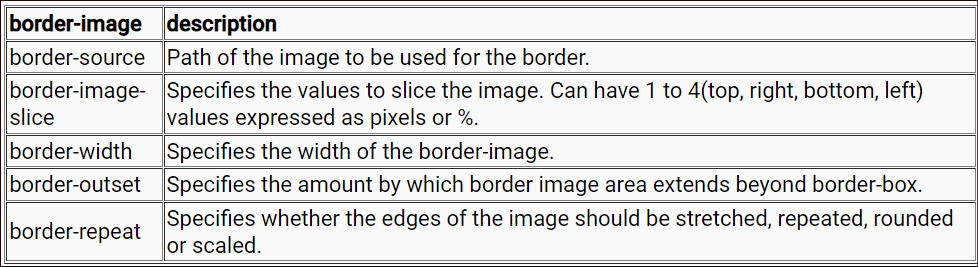 border-image description
border-source Path of the image to be used for the border.
border-image- Specifies the values to slice the image. Can have 1 to 4(top, right, bottom, left)
slice values expressed as pixels or %.
border-width Specifies the width of the border-image.
border-outset Specifies the amount by which border image area extends beyond border-box.
border-repeat Specifies whether the edges of the image should be stretched, repeated, rounded
or scaled.